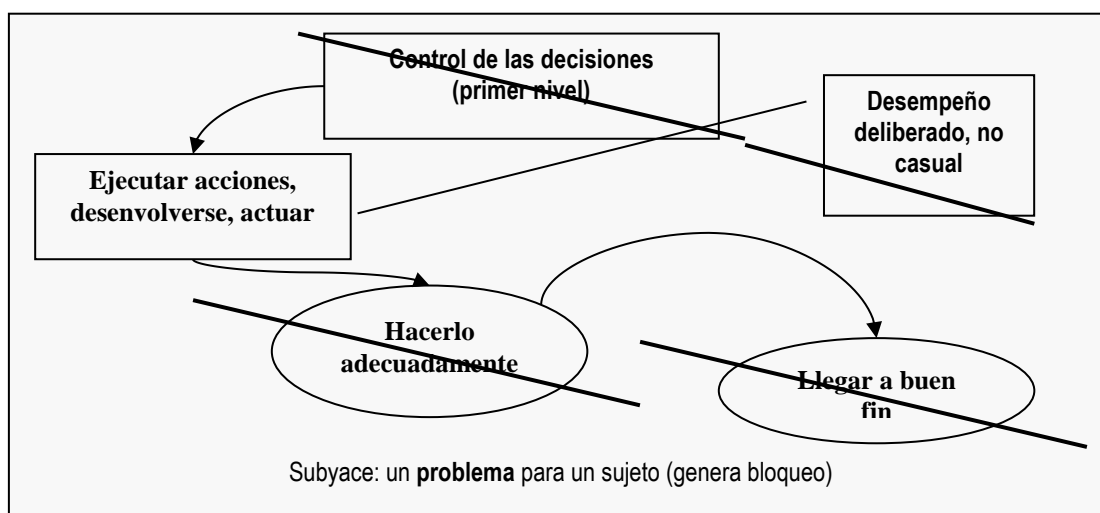 Control de las decisiones
(primer nivel)
Desempeño
deliberado, no
casual
Ejecutar acciones,
desenvolverse, actuar
Hacerlo
adecuadamente
Llegar a buen
fin
Subyace: un problema para un sujeto (genera bloqueo)